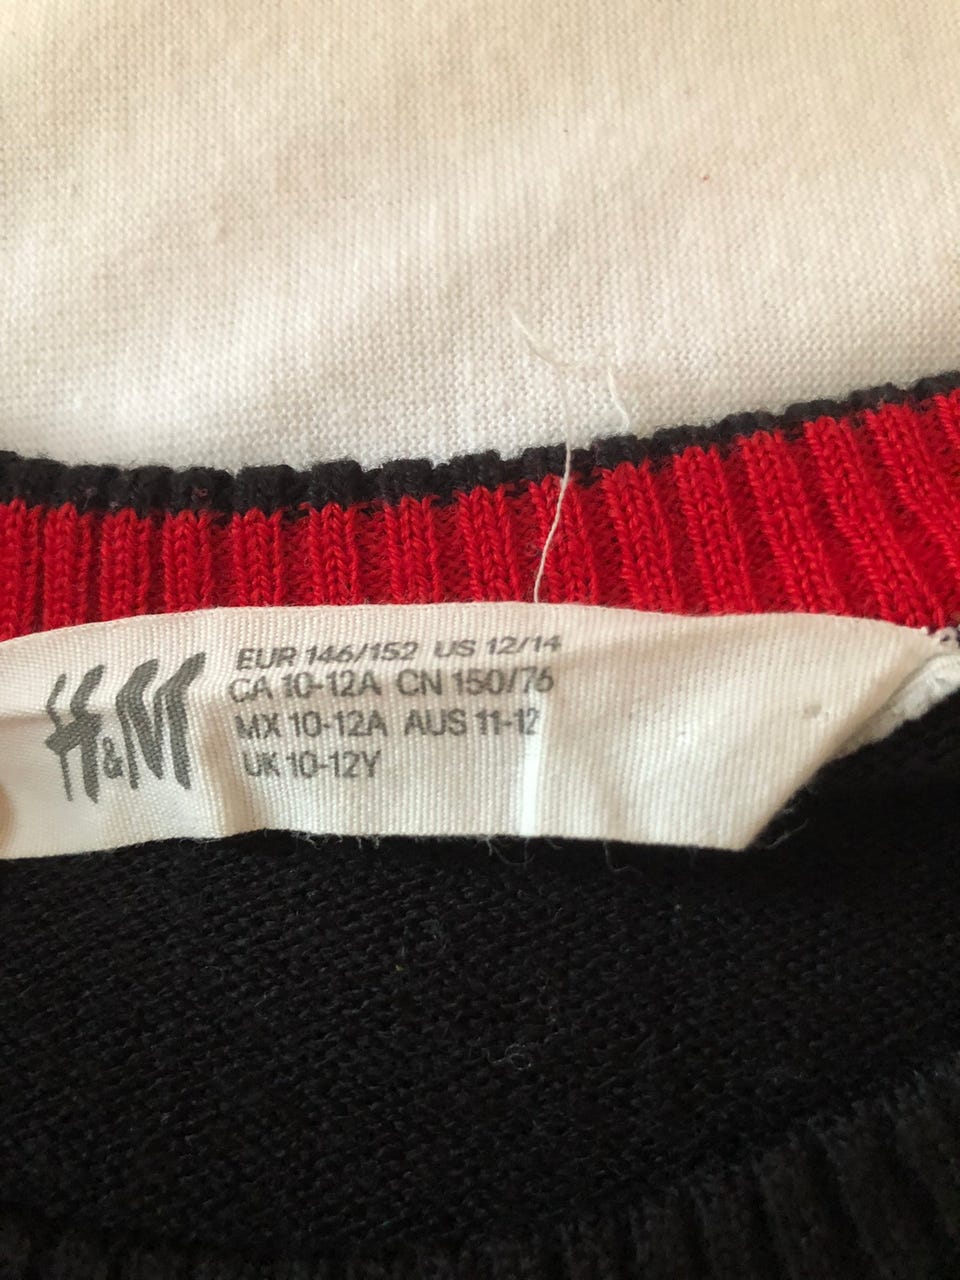 H&M
EUR 146/152 US 12/14
CA 10-12A CN 150/76
MX 10-12A AUS 11-12
UK 10-12Y